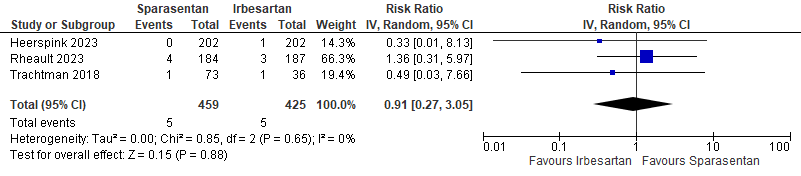 Sparasentan Irbesartan Risk Ratio Risk Ratio
Study or Subgroup Events Total Events Total Weight IV, Random, 95% CI IV, Random, 95% CI
Heerspink 2023 0 202 1 202 14.3% 0.33 [0.01, 8.13]
Rheault 2023 4 184 3 187 66.3% 1.36 [0.31, 5.97]
Trachtman 2018 1 73 1 36 19.4% 0.49 [0.03, 7.66]
Total (95% CI) 459 425 100.0% 0.91 [0.27, 3.05]
Total events 5 5
Heterogeneity: Tau² = 0.00; Chi² = 0.85, df = 2 (P = 0.65); I² = 0%
Test for overall effect: Z = 0.15 (P = 0.88)
0.01 0.1 1 10 100
Favours Irbesartan Favours Sparasentan